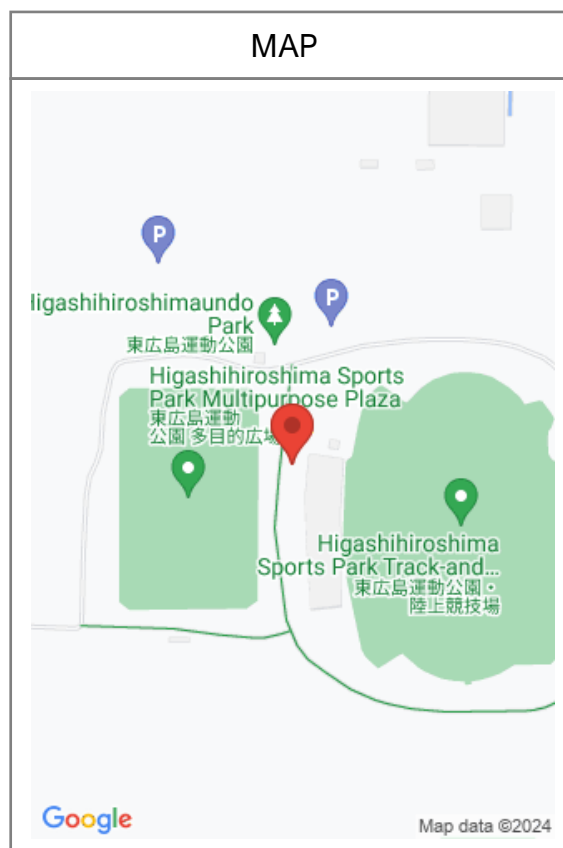 MAP
P
P
Higashihiroshimaundo
Park
東広島運動公園
Higashihiroshima Sports
Park Multipurpose Plaza
東広島運動
公園 多目的広場
Higashihiroshima
Sports Park Track-and...
東広島運動公園・
陸上競技場
Google
Map data ©2024